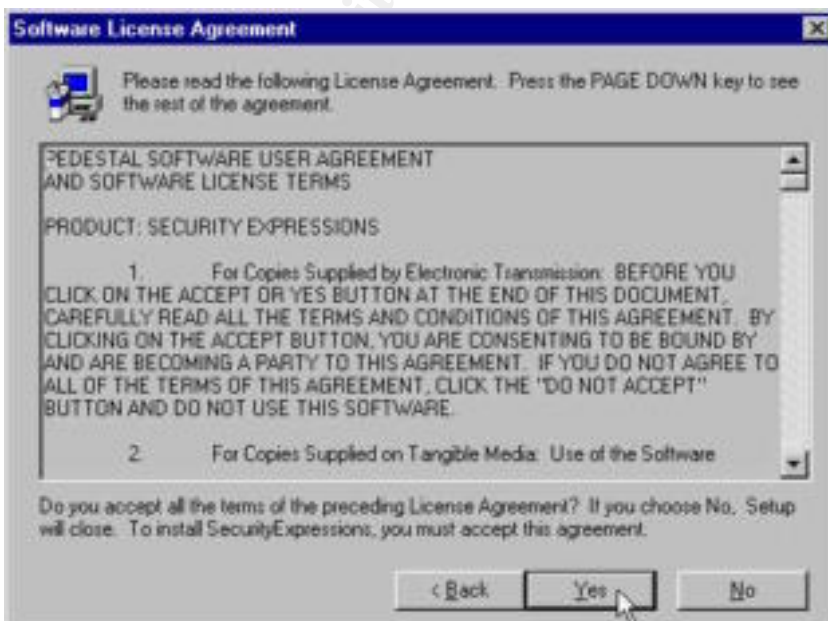 Software License Agreement
Please read the following License Agreement. Press the PAGE DOWN key to see
the rest of the agreement.
PEDESTAL SOFTWARE USER AGREEMENT
AND SOFTWARE LICENSE TERMS
PRODUCT: SECURITY EXPRESSIONS
1. For Copies Supplied by Electronic Transmission: BEFORE YOU
CLICK ON THE ACCEPT OR YES BUTTON AT THE END OF THIS DOCUMENT,
CAREFULLY READ ALL THE TERMS AND CONDITIONS OF THIS AGREEMENT. BY
CLICKING ON THE ACCEPT BUTTON, YOU ARE CONSENTING TO BE BOUND BY
AND ARE BECOMING A PARTY TO THIS AGREEMENT. IF YOU DO NOT AGREE TO
ALL OF THE TERMS OF THIS AGREEMENT, CLICK THE "DO NOT ACCEPT"
BUTTON AND DO NOT USE THIS SOFTWARE.
2. For Copies Supplied on Tangible Media: Use of the Software
Do you accept all the terms of the preceding License Agreement? If you choose No, Setup
will close. To install SecurityExpressions, you must accept this agreement.
< Back Yes No